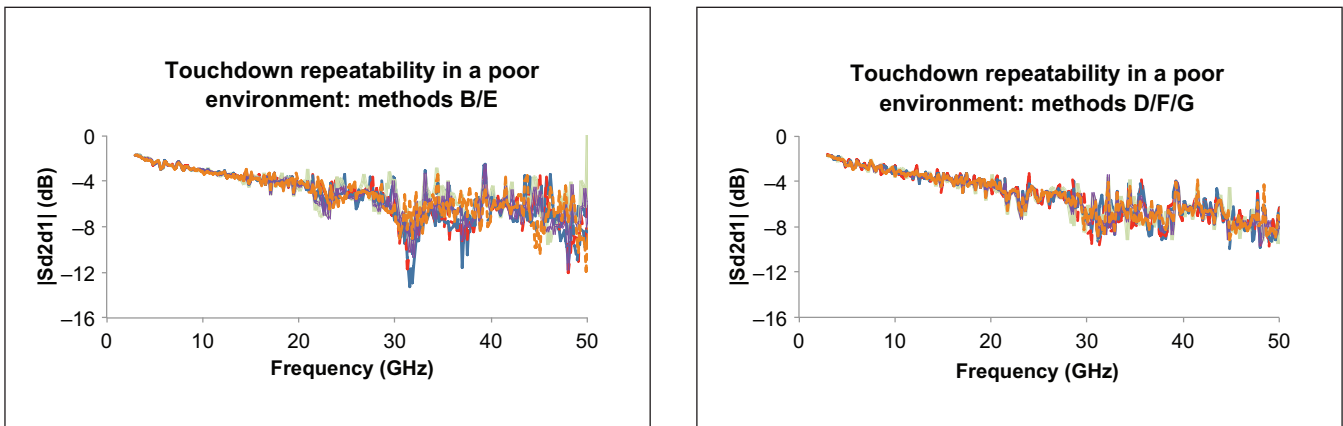 Touchdown repeatability in a poor
environment: methods B/E
0
–4
–8
–12
–16
|Sd2d1| (dB)
0
10
20
30
40
50
Frequency (GHz)
Touchdown repeatability in a poor
environment: methods D/F/G
0
–4
–8
–12
–16
|Sd2d1| (dB)
0
10
20
30
40
50
Frequency (GHz)